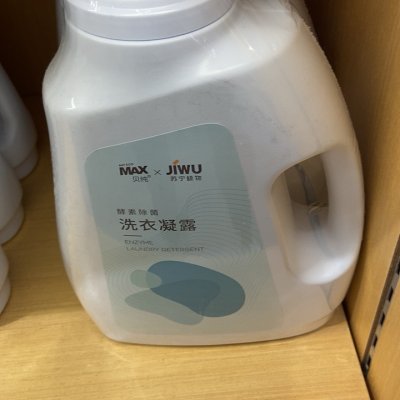 MAX × JIWU
贝纯® 苏宁极物
酵素除菌
洗衣凝露
ENZYME
LAUNDRY DETERGENT